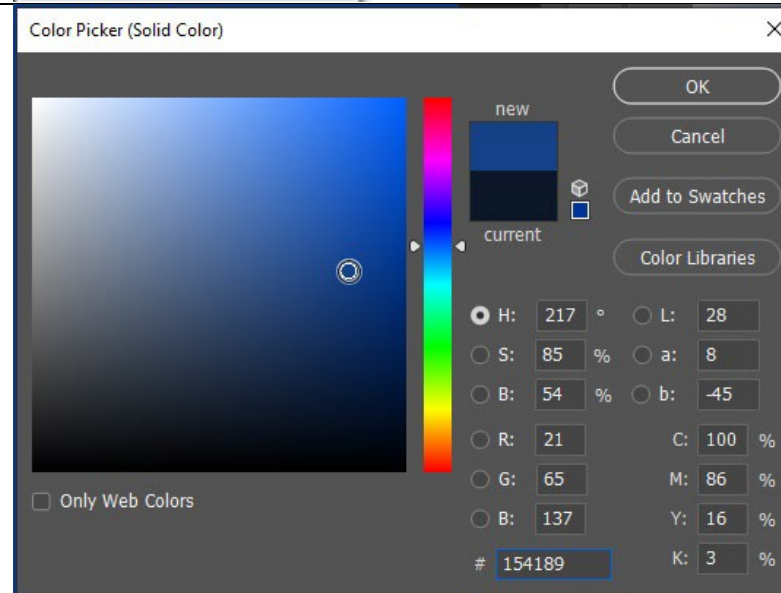 Color Picker (Solid Color)
new
current
OK
Cancel
Add to Swatches
Color Libraries
H: 217 °
S: 85 %
B: 54 %
R: 21
G: 65
B: 137
# 154189
L: 28
a: 8
b: -45
C: 100 %
M: 86 %
Y: 16 %
K: 3 %
Only Web Colors